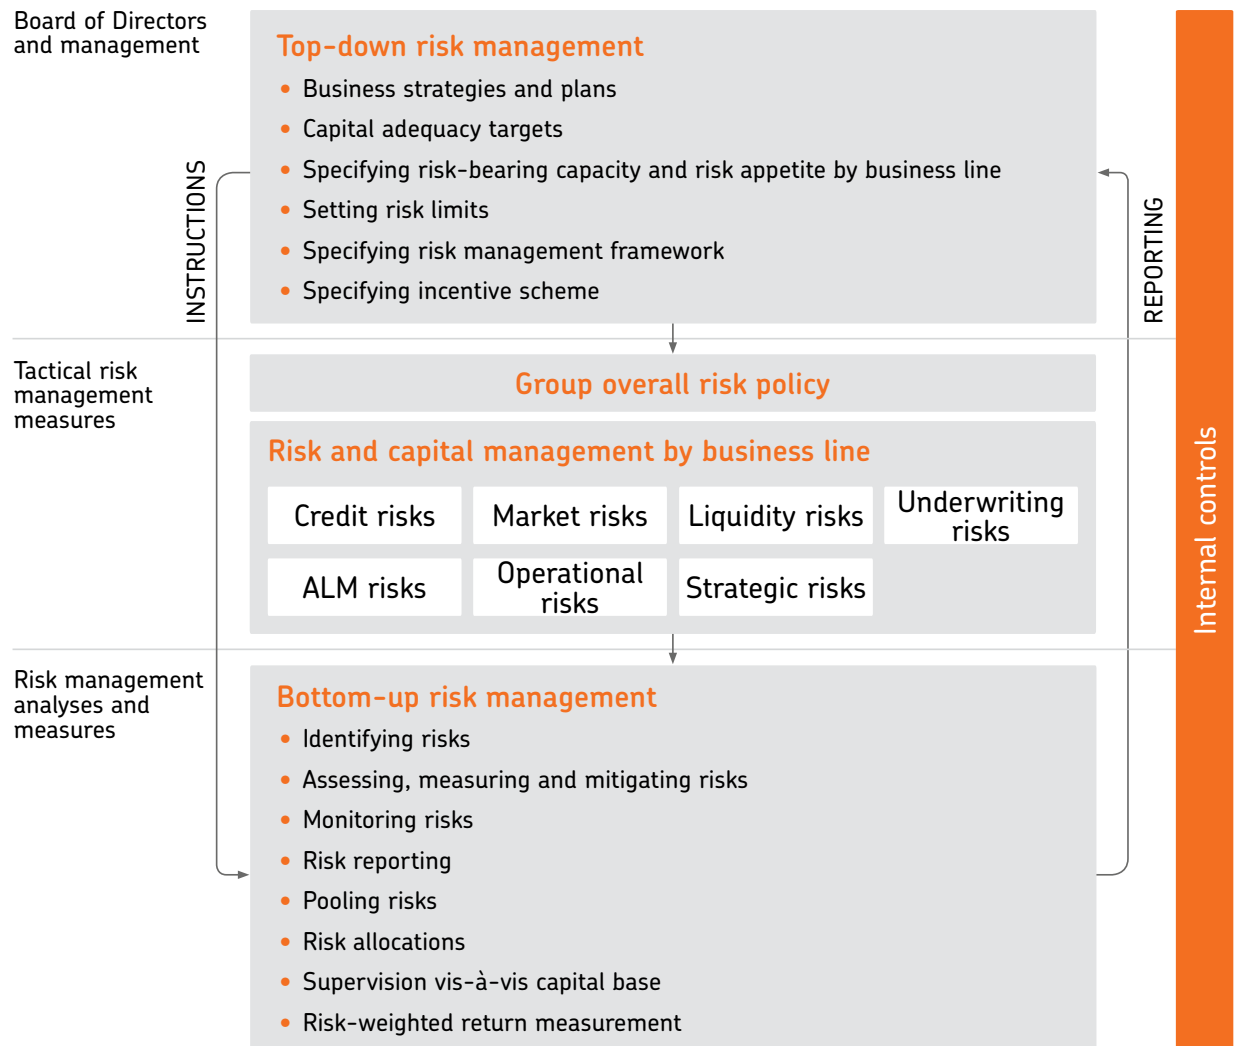 Board of Directors
and management
Top-down risk management
• Business strategies and plans
• Capital adequacy targets
• Specifying risk-bearing capacity and risk appetite by business line
• Setting risk limits
• Specifying risk management framework
• Specifying incentive scheme
INSTRUCTIONS
REPORTING
Internal controls
Tactical risk
management
measures
Group overall risk policy
Risk and capital management by business line
Credit risks
Market risks
Liquidity risks
Underwriting
risks
ALM risks
Operational
risks
Strategic risks
Risk management
analyses and
measures
Bottom-up risk management
• Identifying risks
• Assessing, measuring and mitigating risks
• Monitoring risks
• Risk reporting
• Pooling risks
• Risk allocations
• Supervision vis-à-vis capital base
• Risk-weighted return measurement